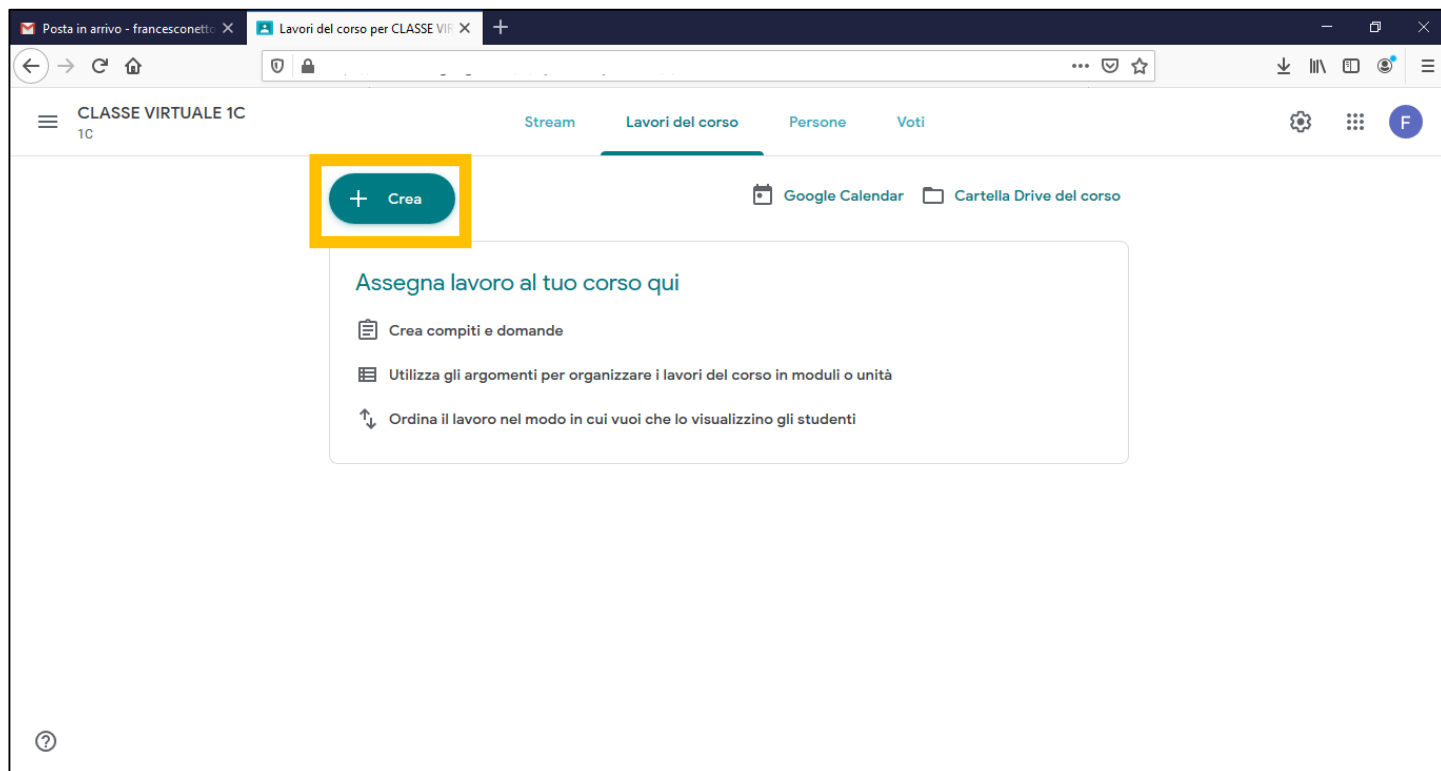 Posta in arrivo - francesconetto
Lavori del corso per CLASSE VIR
CLASSE VIRTUALE 1C
1C
Stream Lavori del corso Persone Voti
F
+ Crea
Google Calendar Cartella Drive del corso
Assegna lavoro al tuo corso qui
Crea compiti e domande
Utilizza gli argomenti per organizzare i lavori del corso in moduli o unità
Ordina il lavoro nel modo in cui vuoi che lo visualizzino gli studenti